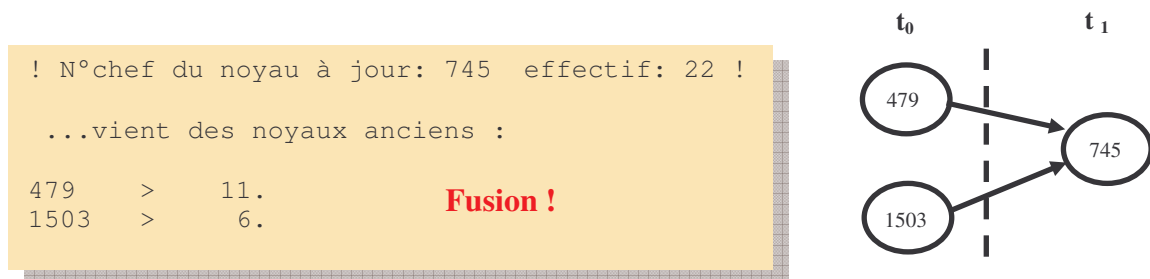 ! N°chef du noyau à jour: 745 effectif: 22 !
...vient des noyaux anciens :
479 > 11.
1503 > 6.
Fusion !
t0 t 1
479
745
1503